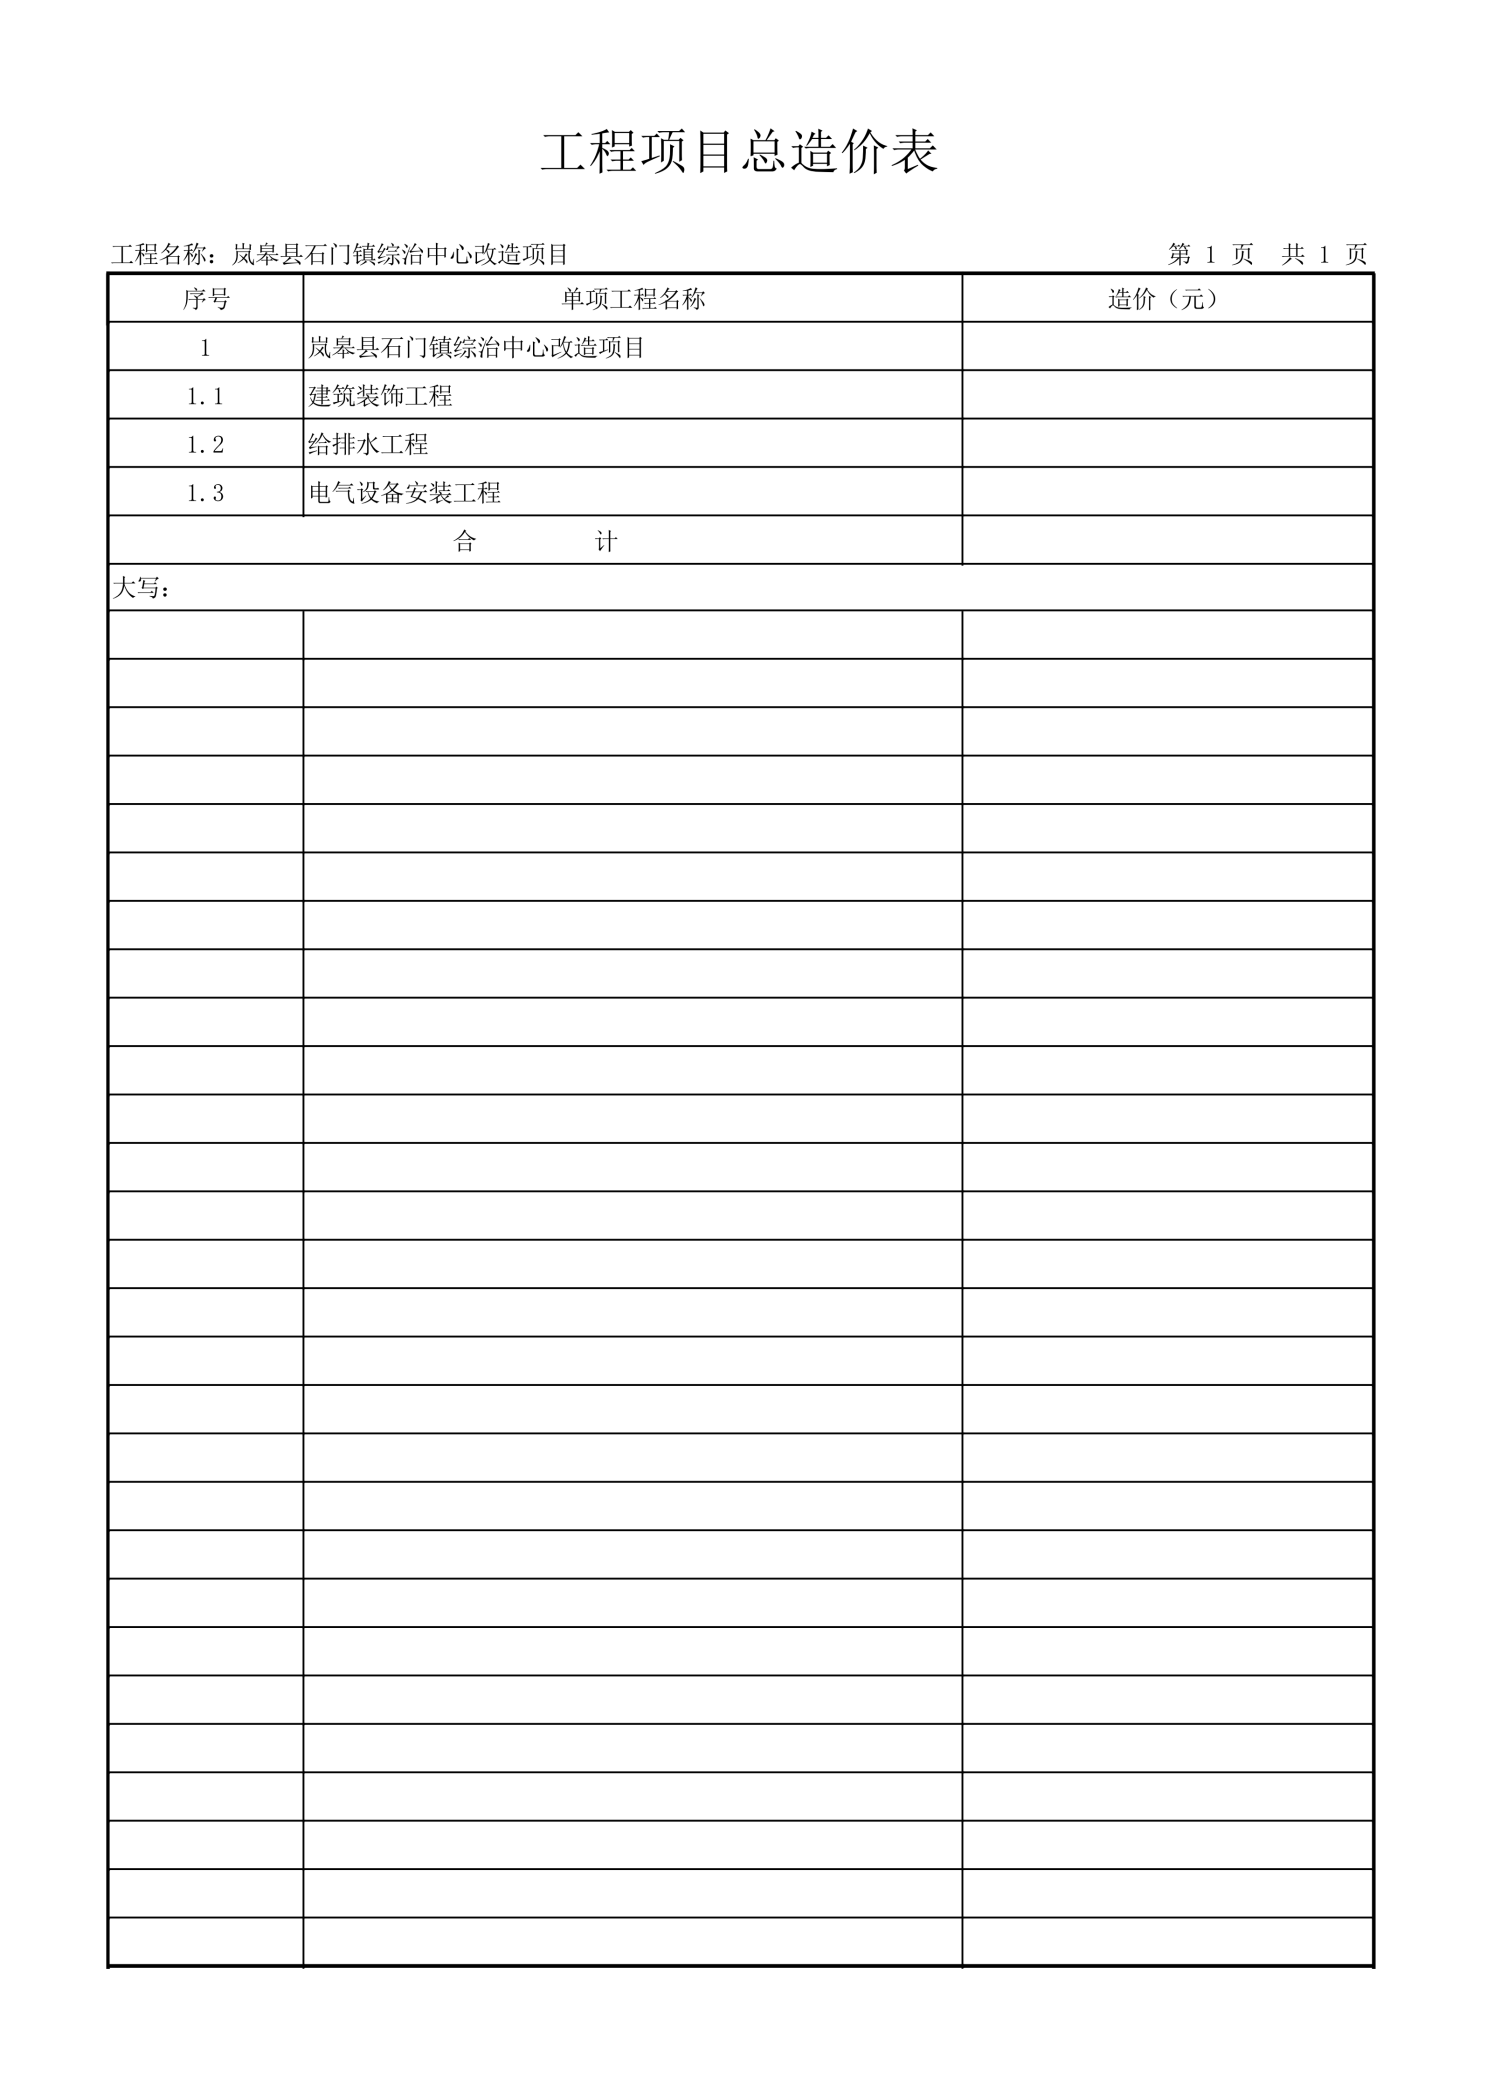 工程项目总造价表
工程名称：岚皋县石门镇综治中心改造项目 第 1 页 共 1 页
序号 单项工程名称 造价（元）
1 岚皋县石门镇综治中心改造项目
1.1 建筑装饰工程
1.2 给排水工程
1.3 电气设备安装工程
合 计
大写：